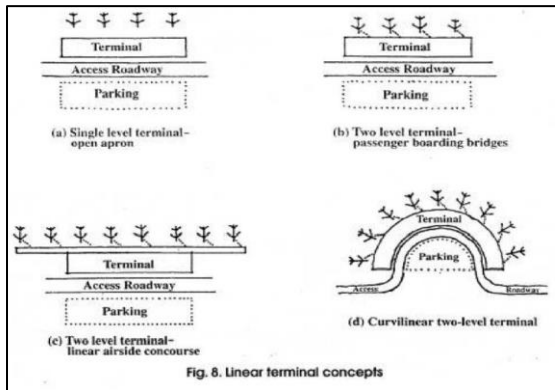 Terminal
Access Roadway
Parking
(a) Single level terminal-
open apron
Terminal
Access Roadway
Parking
(b) Two level terminal-
passenger boarding bridges
Terminal
Access Roadway
Parking
(c) Two level terminal-
linear airside concourse
Terminal
Parking
Access
Roadway
(d) Curvilinear two-level terminal
Fig. 8. Linear terminal concepts